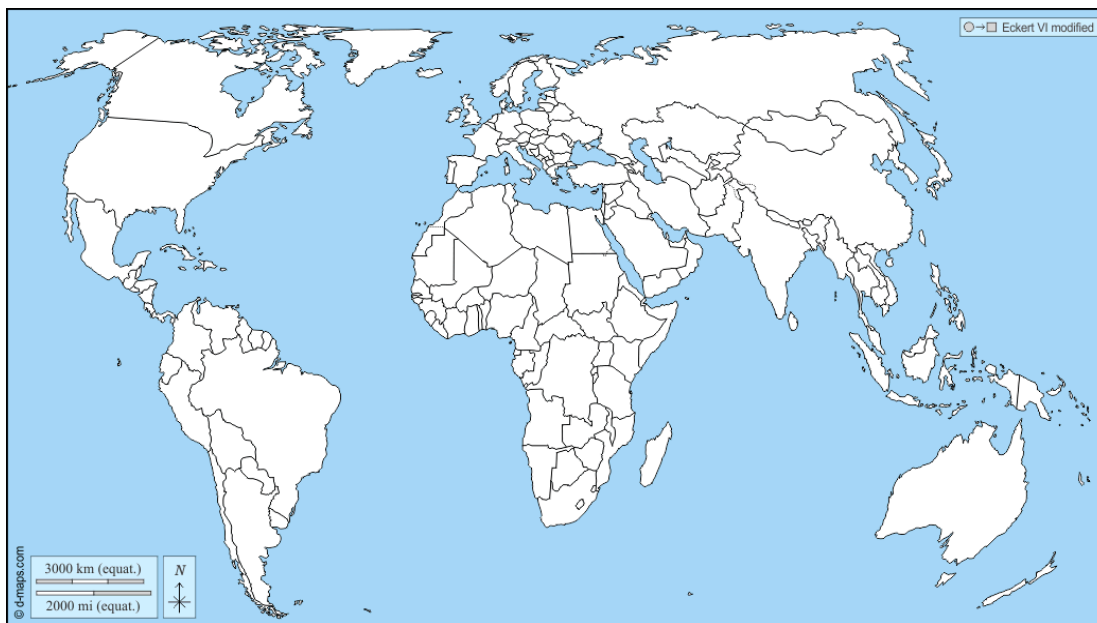 Eckert VI modified
3000 km (equat.)
2000 mi (equat.)
N
© d-maps.com